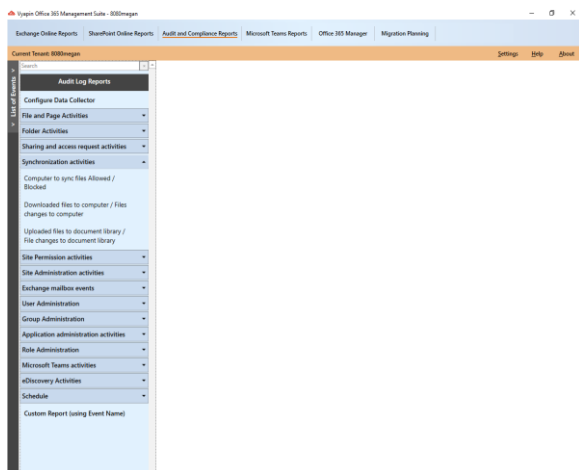 Vyapin Office 365 Management Suite - 8080megan
Exchange Online Reports
SharePoint Online Reports
Audit and Compliance Reports
Microsoft Teams Reports
Office 365 Manager
Migration Planning
Current Tenant: 8080megan
Settings
Help
About
< List of Events >
Search
Audit Log Reports
Configure Data Collector
File and Page Activities
Folder Activities
Sharing and access request activities
Synchronization activities
Computer to sync files Allowed /
Blocked
Downloaded files to computer / Files
changes to computer
Uploaded files to document library /
File changes to document library
Site Permission activities
Site Administration activities
Exchange mailbox events
User Administration
Group Administration
Application administration activities
Role Administration
Microsoft Teams activities
eDiscovery Activities
Schedule
Custom Report (using Event Name)